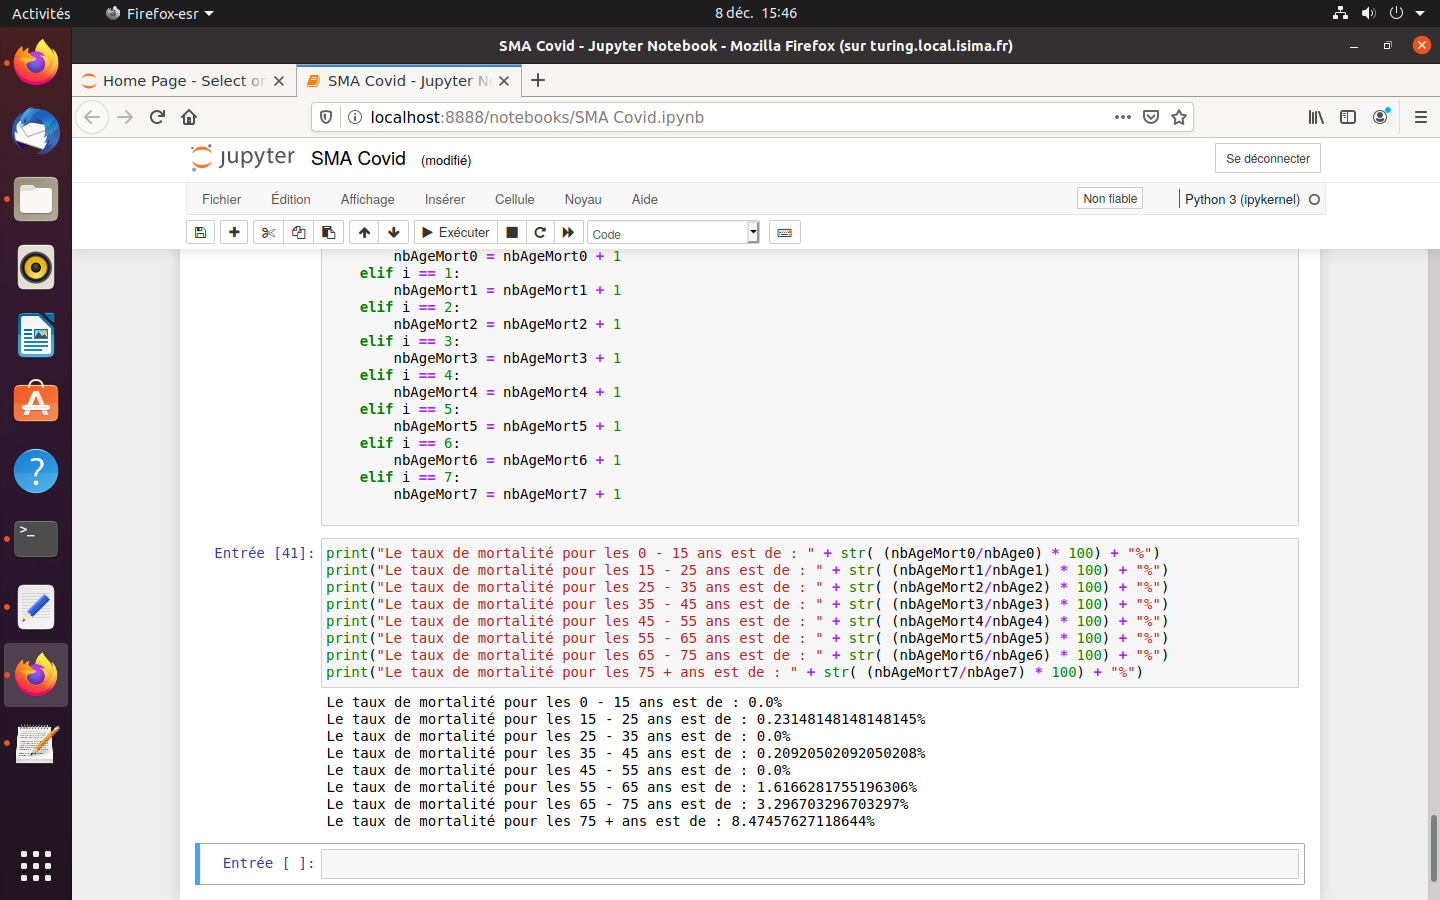 Activités
Firefox-esr
8 déc.  15:46
SMA Covid - Jupyter Notebook - Mozilla Firefox (sur turing.local.isima.fr)
Home Page - Select or
SMA Covid - Jupyter No
localhost:8888/notebooks/SMA Covid.ipynb
jupyter
SMA Covid
(modifié)
Se déconnecter
Fichier
Édition
Affichage
Insérer
Cellule
Noyau
Aide
Non fiable
Python 3 (ipykernel)
Exécuter
Code
nbAgeMort0 = nbAgeMort0 + 1
elif i == 1:
nbAgeMort1 = nbAgeMort1 + 1
elif i == 2:
nbAgeMort2 = nbAgeMort2 + 1
elif i == 3:
nbAgeMort3 = nbAgeMort3 + 1
elif i == 4:
nbAgeMort4 = nbAgeMort4 + 1
elif i == 5:
nbAgeMort5 = nbAgeMort5 + 1
elif i == 6:
nbAgeMort6 = nbAgeMort6 + 1
elif i == 7:
nbAgeMort7 = nbAgeMort7 + 1
Entrée [41]:
print("Le taux de mortalité pour les 0 - 15 ans est de : " + str( (nbAgeMort0/nbAge0) * 100) + "%")
print("Le taux de mortalité pour les 15 - 25 ans est de : " + str( (nbAgeMort1/nbAge1) * 100) + "%")
print("Le taux de mortalité pour les 25 - 35 ans est de : " + str( (nbAgeMort2/nbAge2) * 100) + "%")
print("Le taux de mortalité pour les 35 - 45 ans est de : " + str( (nbAgeMort3/nbAge3) * 100) + "%")
print("Le taux de mortalité pour les 45 - 55 ans est de : " + str( (nbAgeMort4/nbAge4) * 100) + "%")
print("Le taux de mortalité pour les 55 - 65 ans est de : " + str( (nbAgeMort5/nbAge5) * 100) + "%")
print("Le taux de mortalité pour les 65 - 75 ans est de : " + str( (nbAgeMort6/nbAge6) * 100) + "%")
print("Le taux de mortalité pour les 75 + ans est de : " + str( (nbAgeMort7/nbAge7) * 100) + "%")
Le taux de mortalité pour les 0 - 15 ans est de : 0.0%
Le taux de mortalité pour les 15 - 25 ans est de : 0.23148148148148145%
Le taux de mortalité pour les 25 - 35 ans est de : 0.0%
Le taux de mortalité pour les 35 - 45 ans est de : 0.20920502092050208%
Le taux de mortalité pour les 45 - 55 ans est de : 0.0%
Le taux de mortalité pour les 55 - 65 ans est de : 1.6166281755196306%
Le taux de mortalité pour les 65 - 75 ans est de : 3.296703296703297%
Le taux de mortalité pour les 75 + ans est de : 8.47457627118644%
Entrée [ ]: